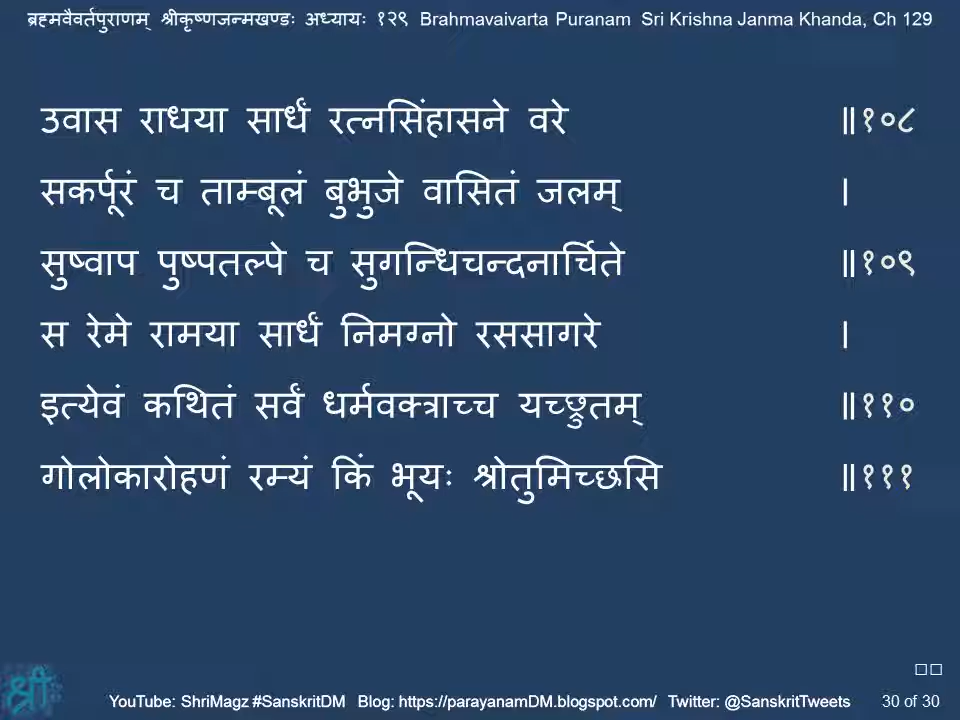 ब्रह्मवैवर्तपुराणम् श्रीकृष्णजन्मखण्डः अध्यायः १२९ Brahmavaivarta Puranam Sri Krishna Janma Khanda, Ch 129
उवास राधया सार्धं रत्नसिंहासने वरे ॥१०८
सकर्पूरं च ताम्बूलं बुभुजे वासितं जलम् ।
सुष्वाप पुष्पतल्पे च सुगन्धिचन्दनार्चिते ॥१०९
स रेमे रामया सार्धं निमग्नो रससागरे ।
इत्येवं कथितं सर्वं धर्मवक्त्राच्च यच्छ्रुतम् ॥११०
गोलोकारोहणं रम्यं किं भूयः श्रोतुमिच्छसि ॥१११
श्री
YouTube: ShriMagz #SanskritDM Blog: https://parayanamDM.blogspot.com/ Twitter: @SanskritTweets 30 of 30